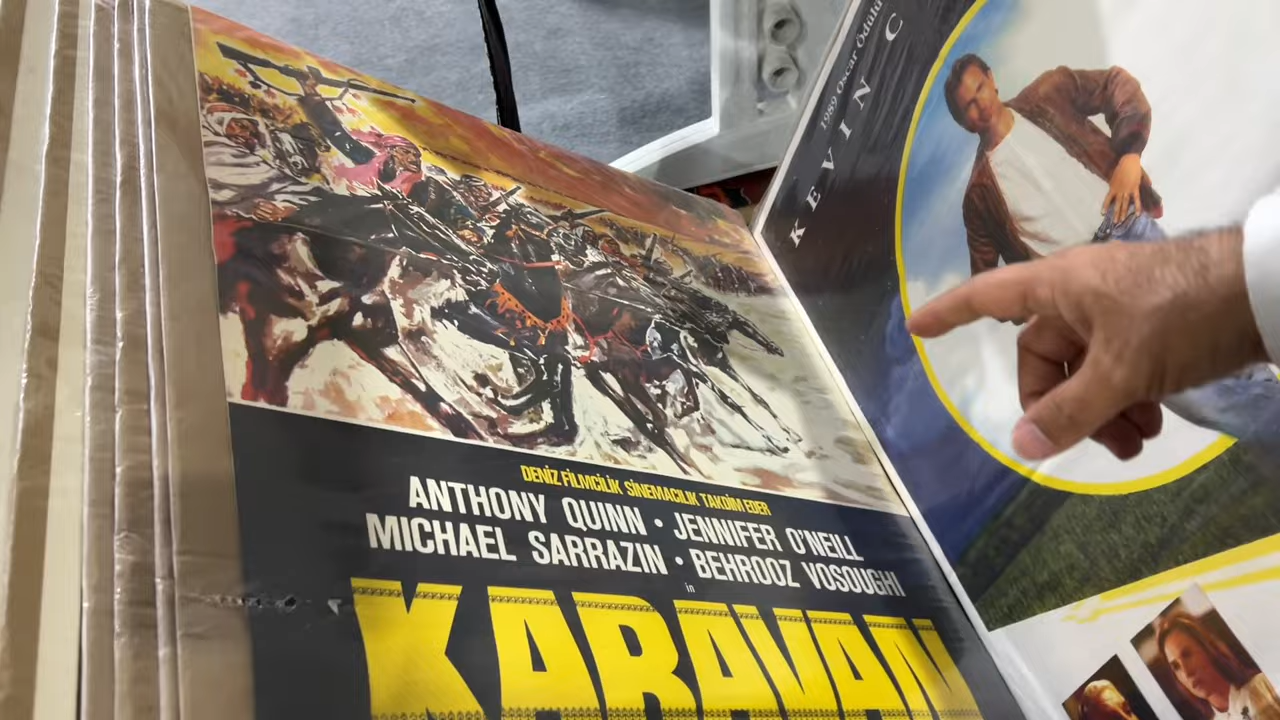 DENİZ FİLMCİLİK SİNEMACILIK TAKDİM EDER
ANTHONY QUINN • JENNIFER O'NEILL
MICHAEL SARRAZIN • BEHROOZ VOSOUGHI
in
KARAVAN
1989 Oscar Ödülü
KEVIN C